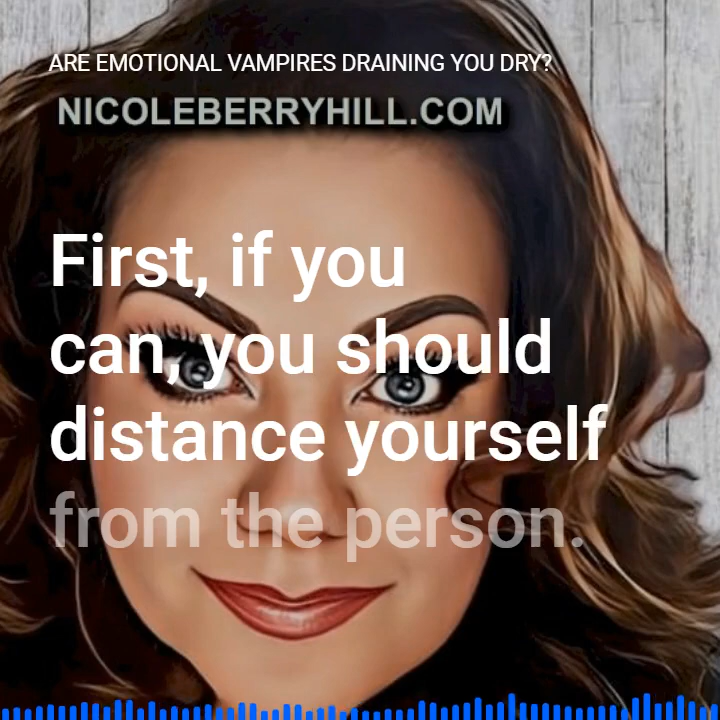 ARE EMOTIONAL VAMPIRES DRAINING YOU DRY?
NICOLEBERRYHILL.COM
First, if you
can, you should
distance yourself
from the person.